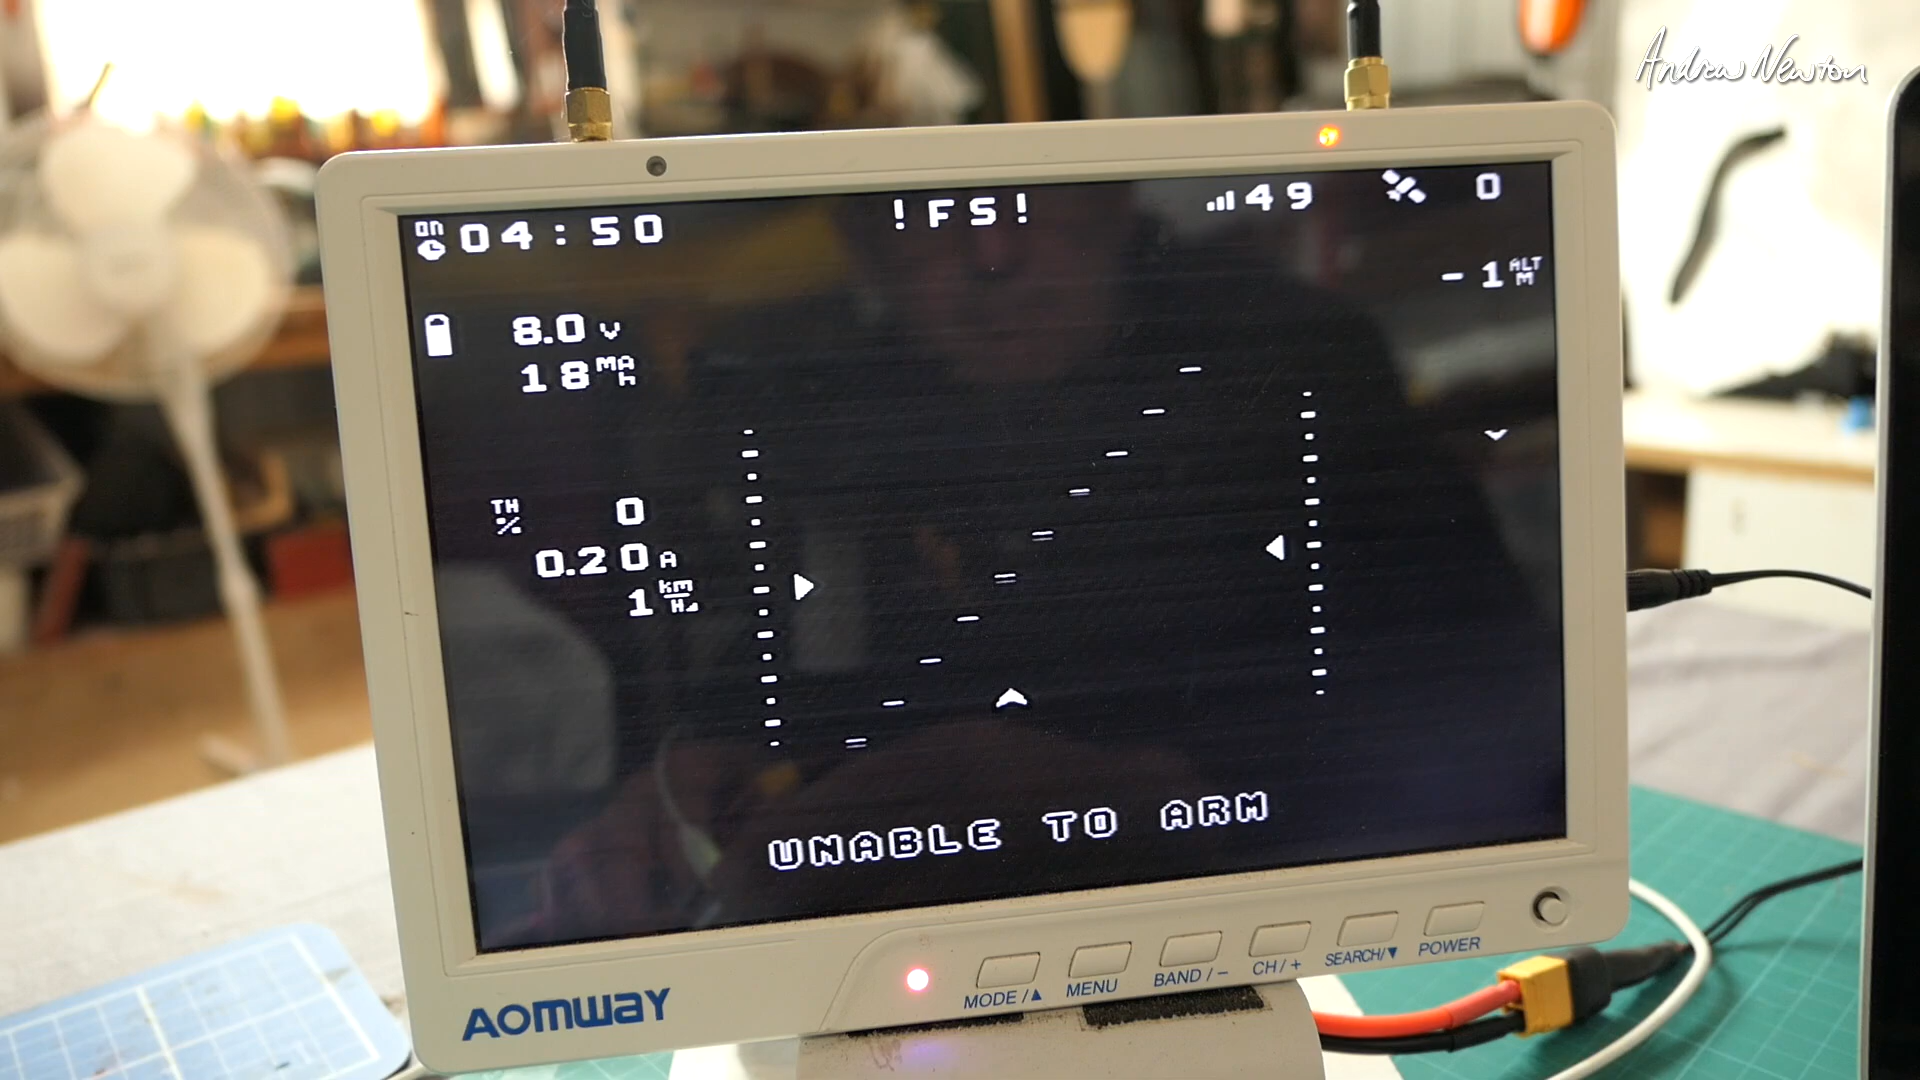 Andrew Newton
on 04:50 !FS! 49 0
-1 ALT M
8.0 V
18 MAh
TH % 0
0.20 A
1 km/H
UNABLE TO ARM
MODE /▲ MENU BAND /− CH / + SEARCH/▼ POWER
AOMWAY